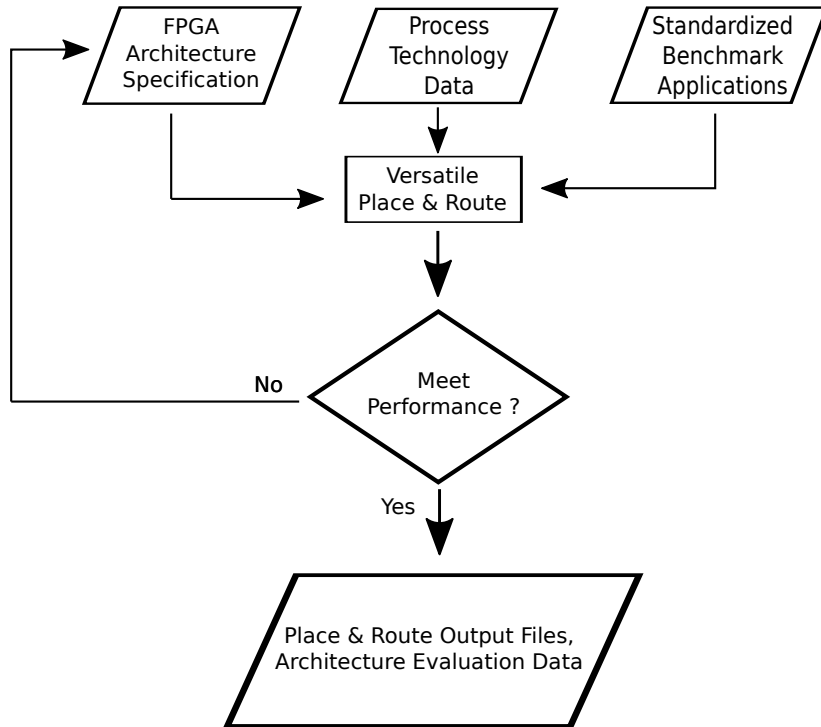 FPGA
Architecture
Specification
Process
Technology
Data
Standardized
Benchmark
Applications
Versatile
Place & Route
Meet
Performance ?
No
Yes
Place & Route Output Files,
Architecture Evaluation Data